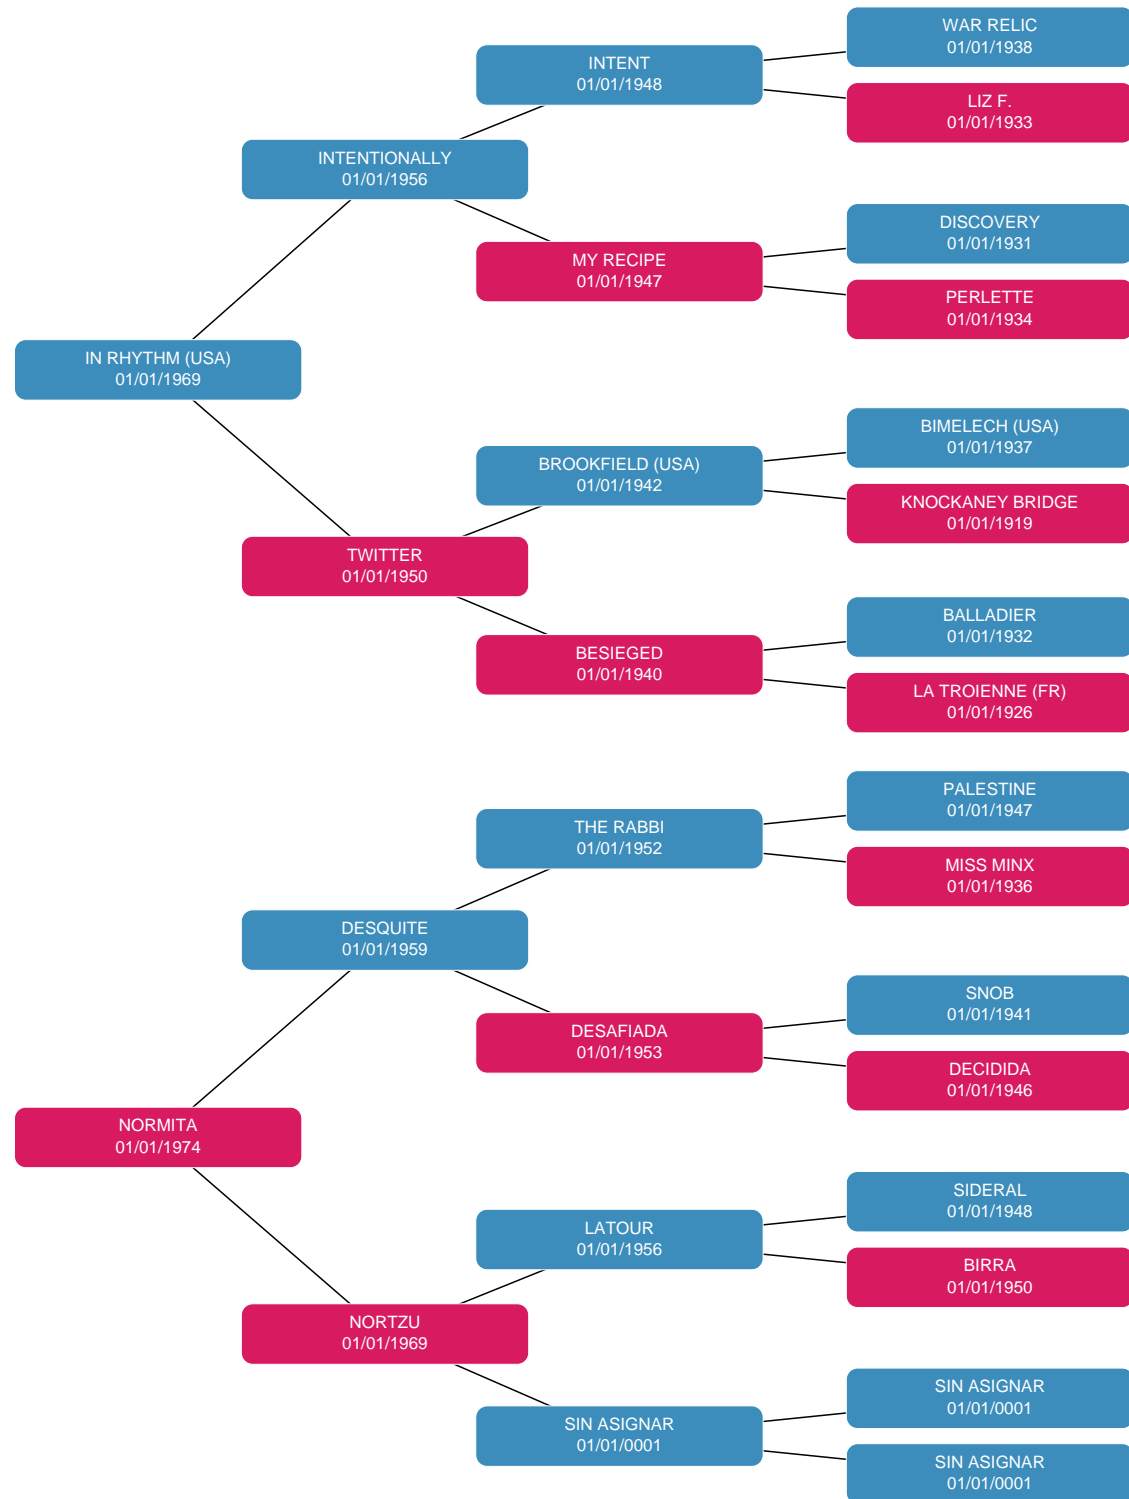 WAR RELIC
01/01/1938
INTENT
01/01/1948
LIZ F.
01/01/1933
INTENTIONALLY
01/01/1956
DISCOVERY
01/01/1931
MY RECIPE
01/01/1947
PERLETTE
01/01/1934
IN RHYTHM (USA)
01/01/1969
BIMELECH (USA)
01/01/1937
BROOKFIELD (USA)
01/01/1942
KNOCKANEY BRIDGE
01/01/1919
TWITTER
01/01/1950
BALLADIER
01/01/1932
BESIEGED
01/01/1940
LA TROIENNE (FR)
01/01/1926
PALESTINE
01/01/1947
THE RABBI
01/01/1952
MISS MINX
01/01/1936
DESQUITE
01/01/1959
SNOB
01/01/1941
DESAFIADA
01/01/1953
DECIDIDA
01/01/1946
NORMITA
01/01/1974
SIDERAL
01/01/1948
LATOUR
01/01/1956
BIRRA
01/01/1950
NORTZU
01/01/1969
SIN ASIGNAR
01/01/0001
SIN ASIGNAR
01/01/0001
SIN ASIGNAR
01/01/0001